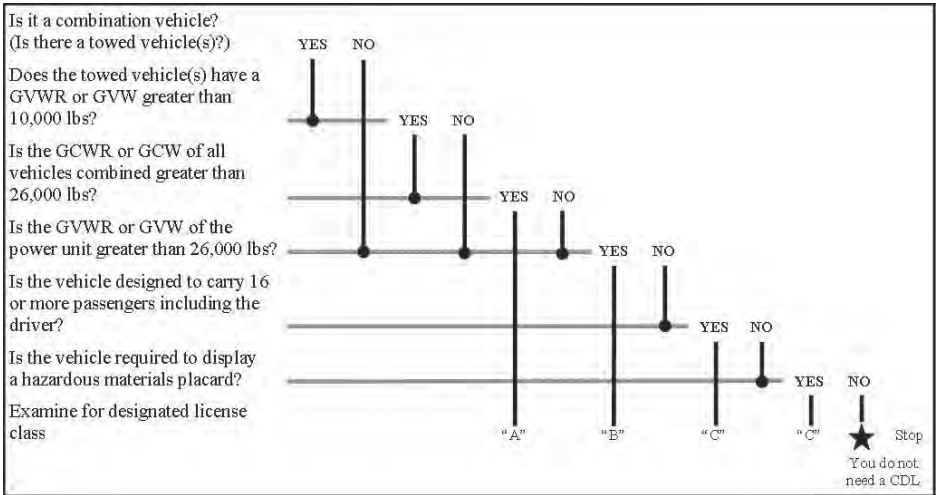 Is it a combination vehicle?
(Is there a towed vehicle(s)?)
YES NO
Does the towed vehicle(s) have a
GVWR or GVW greater than
10,000 lbs?
YES NO
Is the GCWR or GCW of all
vehicles combined greater than
26,000 lbs?
YES NO
Is the GVWR or GVW of the
power unit greater than 26,000 lbs?
YES NO
Is the vehicle designed to carry 16
or more passengers including the
driver?
YES NO
Is the vehicle required to display
a hazardous materials placard?
YES NO
Examine for designated license
class
"A" "B" "C" "C" Stop
You do not
need a CDL